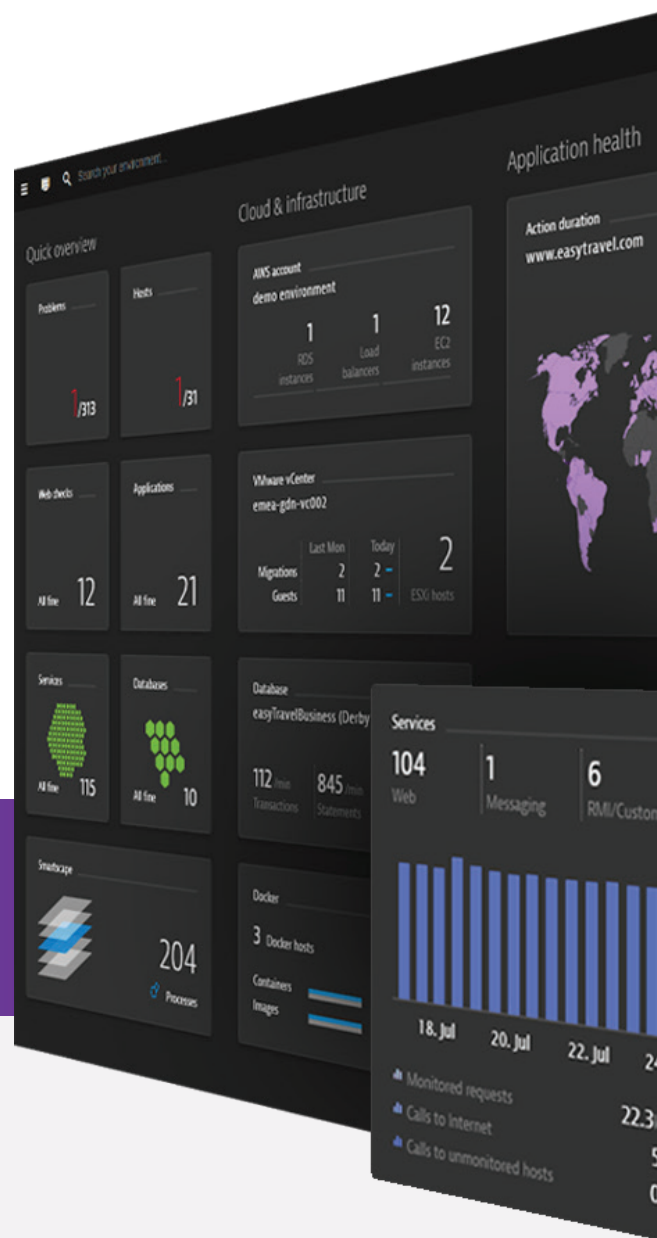 Search your environment...
Quick overview
Problems
1/313
Hosts
1/31
Web checks
All fine 12
Applications
All fine 21
Services
All fine 115
Databases
All fine 10
Smartscape
204
Processes
Cloud & infrastructure
AWS account
demo environment
1 1 12
RDS instances
Load balancers
EC2 instances
VMware vCenter
emea-gdn-vc002
Last Mon Today
Migrations 2 2 2
Guests 11 11 ESXi hosts
Database
easyTravelBusiness (Derby
112 /min 845 /min
Transactions Statements
Docker
3 Docker hosts
Containers
Images
Application health
Action duration
www.easytravel.com
Services
104 1 6
Web Messaging RMI/Custom
18. Jul 20. Jul 22. Jul 24
Monitored requests 22.3
Calls to Internet
Calls to unmonitored hosts